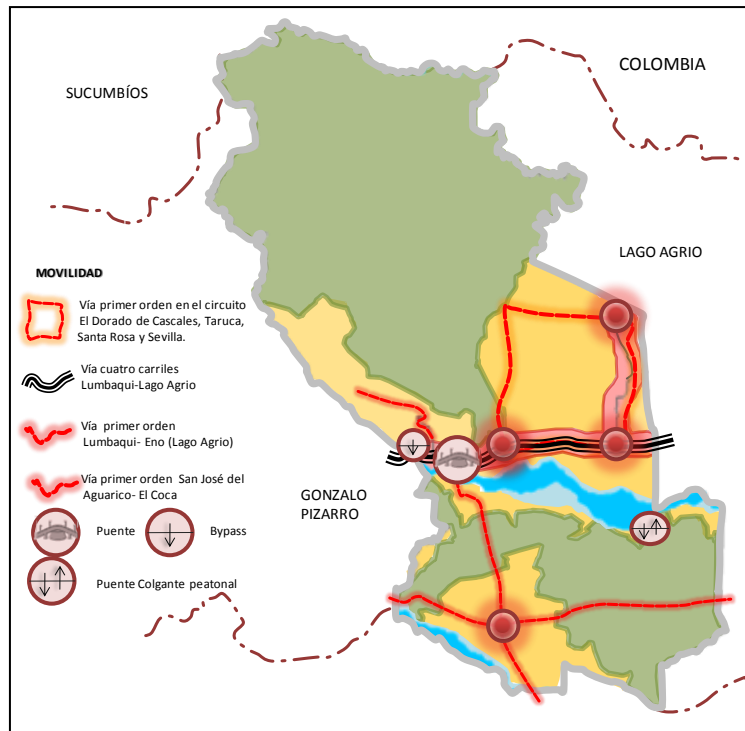 COLOMBIA
SUCUMBÍOS
LAGO AGRIO
MOVILIDAD
Vía primer orden en el circuito
El Dorado de Cascales, Taruca,
Santa Rosa y Sevilla.
Vía cuatro carriles
Lumbaqui-Lago Agrio
Vía primer orden
Lumbaqui- Eno (Lago Agrio)
Vía primer orden San José del
Aguarico- El Coca
GONZALO
PIZARRO
Puente
Bypass
Puente Colgante peatonal